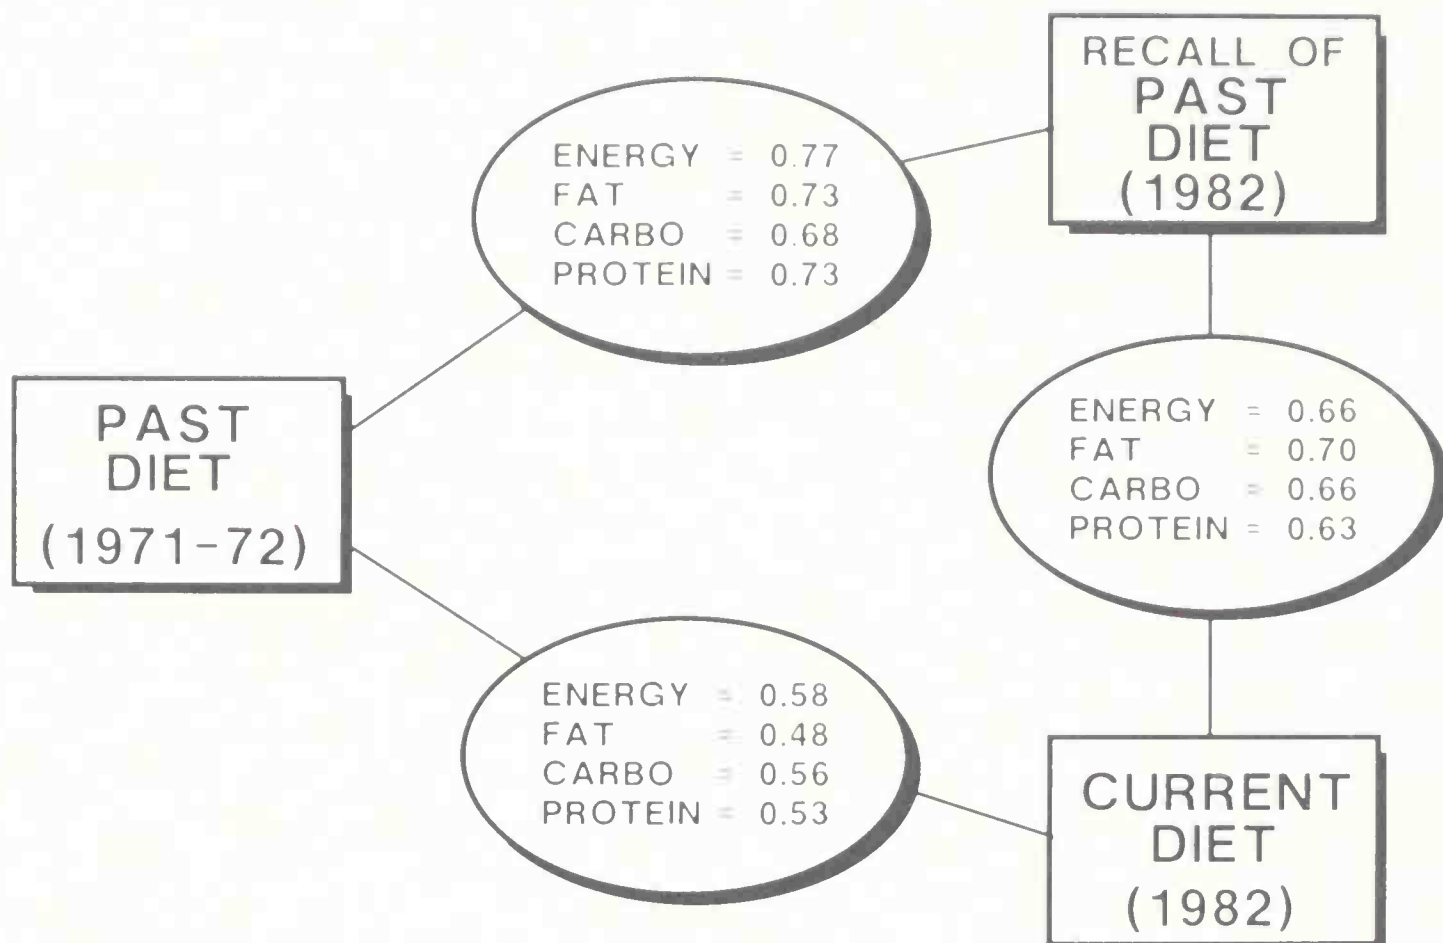 RECALL OF
PAST
DIET
(1982)
ENERGY = 0.77
FAT = 0.73
CARBO = 0.68
PROTEIN = 0.73
PAST
DIET
(1971-72)
ENERGY = 0.66
FAT = 0.70
CARBO = 0.66
PROTEIN = 0.63
ENERGY = 0.58
FAT = 0.48
CARBO = 0.56
PROTEIN = 0.53
CURRENT
DIET
(1982)